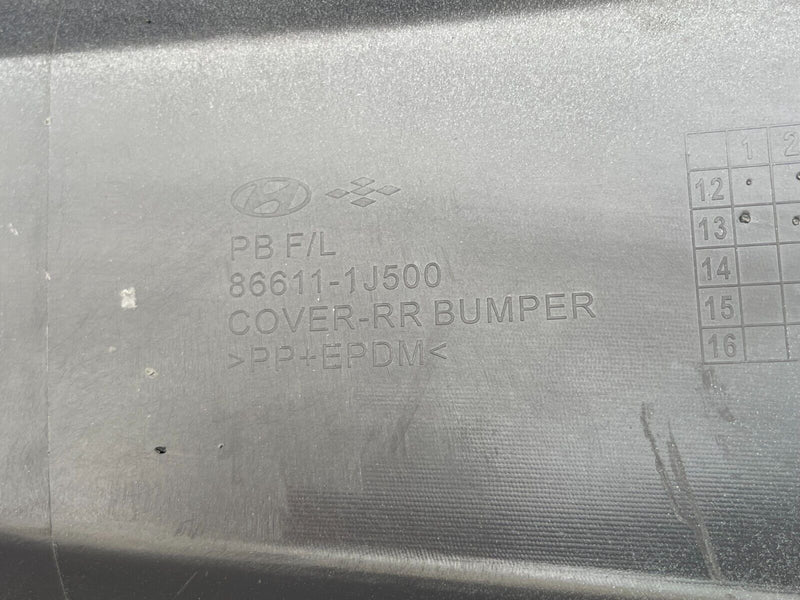 PB F/L
86611-1J500
COVER-RR BUMPER
>PP+EPDM<
1 2
12
13
14
15
16